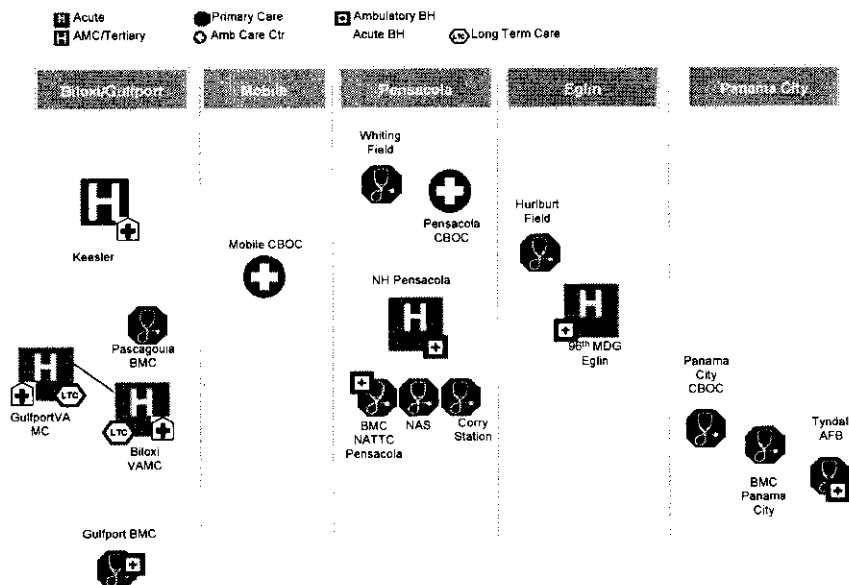 Acute
Primary Care
Ambulatory BH
AMC/Tertiary
Amb Care Ctr
Acute BH
LTC Long Term Care
Biloxi/Gulfport
Mobile
Pensacola
Eglin
Panama City
Whiting
Field
H
Keesler
Pensacola
CBOC
Hurlburt
Field
Mobile CBOC
NH Pensacola
H
H
96th MDG
Eglin
Pascagoula
BMC
H
LTC
GulfportVA
MC
H
LTC
Biloxi
VAMC
BMC
NATTC
Pensacola
NAS
Corry
Station
Panama
City
CBOC
BMC
Panama
City
Tyndall
AFB
Gulfport BMC